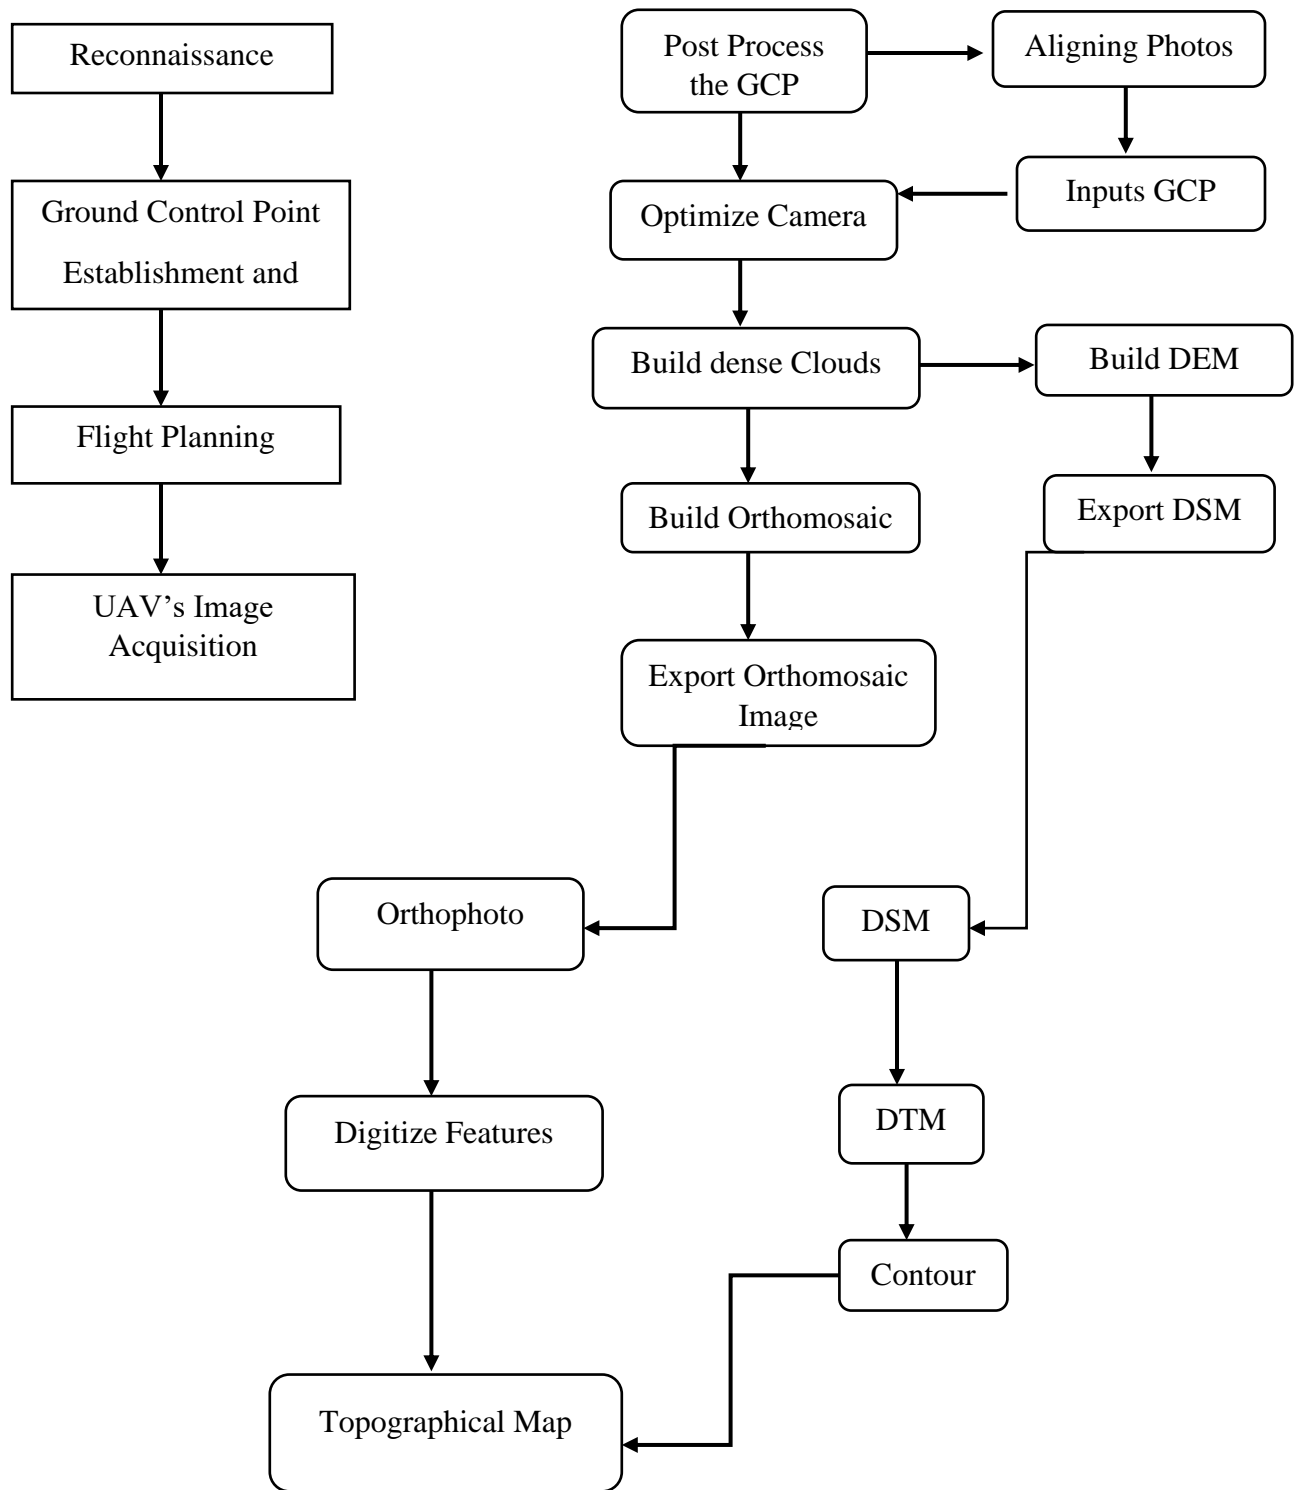 Reconnaissance
Ground Control Point
Establishment and
Flight Planning
UAV’s Image
Acquisition
Post Process
the GCP
Aligning Photos
Inputs GCP
Optimize Camera
Build dense Clouds
Build DEM
Export DSM
Build Orthomosaic
Export Orthomosaic
Image
Orthophoto
DSM
Digitize Features
DTM
Contour
Topographical Map